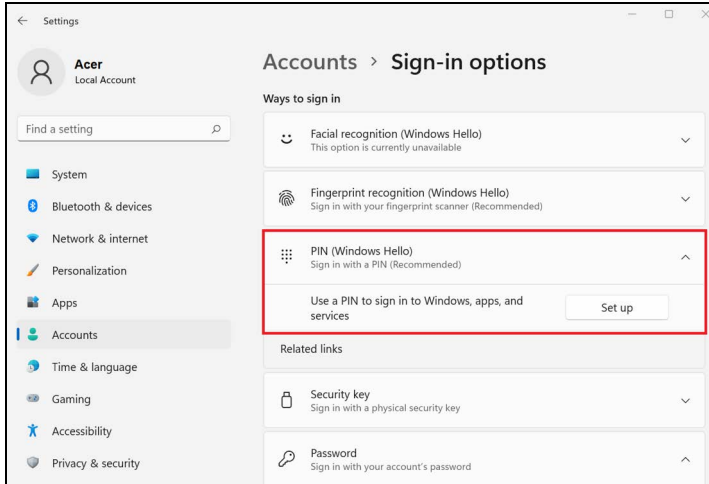 Settings
Acer
Local Account
Find a setting
System
Bluetooth & devices
Network & internet
Personalization
Apps
Accounts
Time & language
Gaming
Accessibility
Privacy & security
Accounts > Sign-in options
Ways to sign in
Facial recognition (Windows Hello)
This option is currently unavailable
Fingerprint recognition (Windows Hello)
Sign in with your fingerprint scanner (Recommended)
PIN (Windows Hello)
Sign in with a PIN (Recommended)
Use a PIN to sign in to Windows, apps, and
services
Set up
Related links
Security key
Sign in with a physical security key
Password
Sign in with your account's password